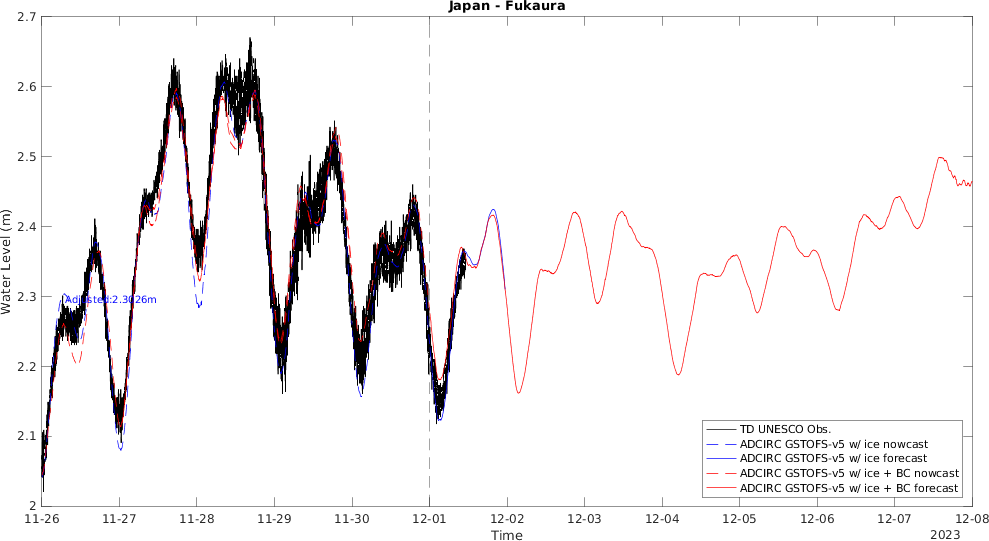 Japan - Fukaura
2.7
2.6
2.5
2.4
2.3
2.2
2.1
2
Water Level (m)
Adjusted:2.3026m
11-26 11-27 11-28 11-29 11-30 12-01 12-02 12-03 12-04 12-05 12-06 12-07 12-08
Time
2023
TD UNESCO Obs.
ADCIRC GSTOFS-v5 w/ ice nowcast
ADCIRC GSTOFS-v5 w/ ice forecast
ADCIRC GSTOFS-v5 w/ ice + BC nowcast
ADCIRC GSTOFS-v5 w/ ice + BC forecast